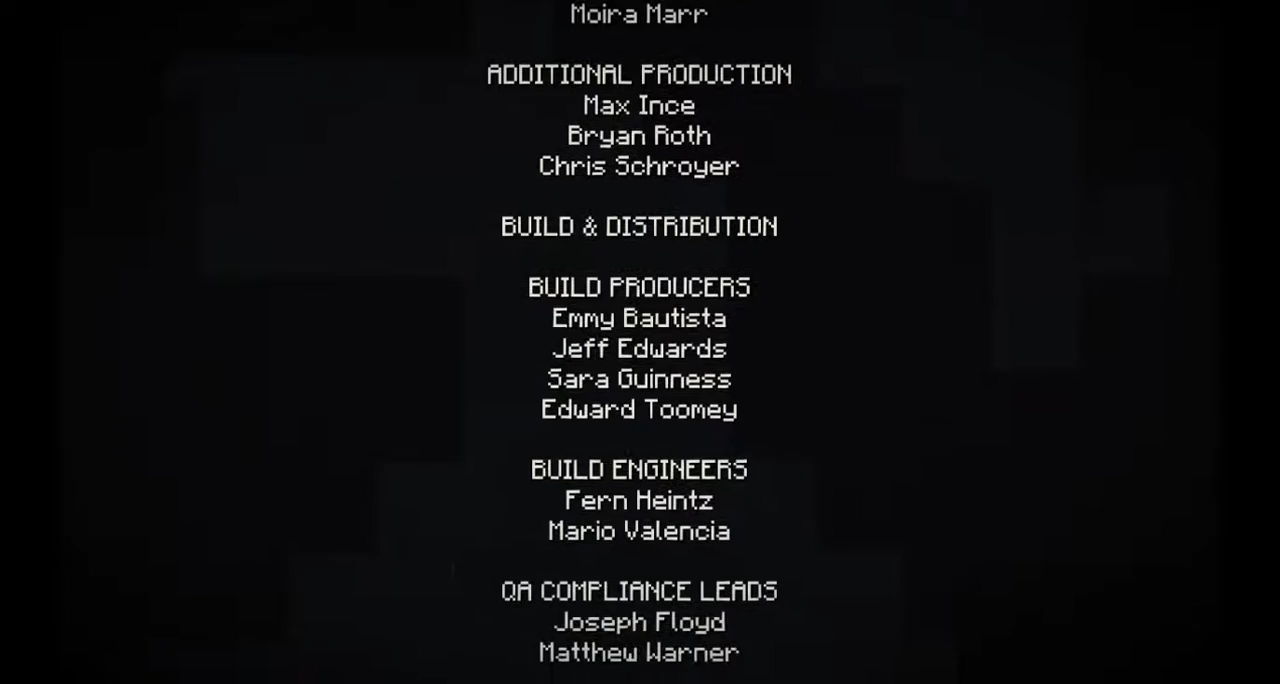 Moira Marr
ADDITIONAL PRODUCTION
Max Ince
Bryan Roth
Chris Schroyer
BUILD & DISTRIBUTION
BUILD PRODUCERS
Emmy Bautista
Jeff Edwards
Sara Guinness
Edward Toomey
BUILD ENGINEERS
Fern Heintz
Mario Valencia
QA COMPLIANCE LEADS
Joseph Floyd
Matthew Warner